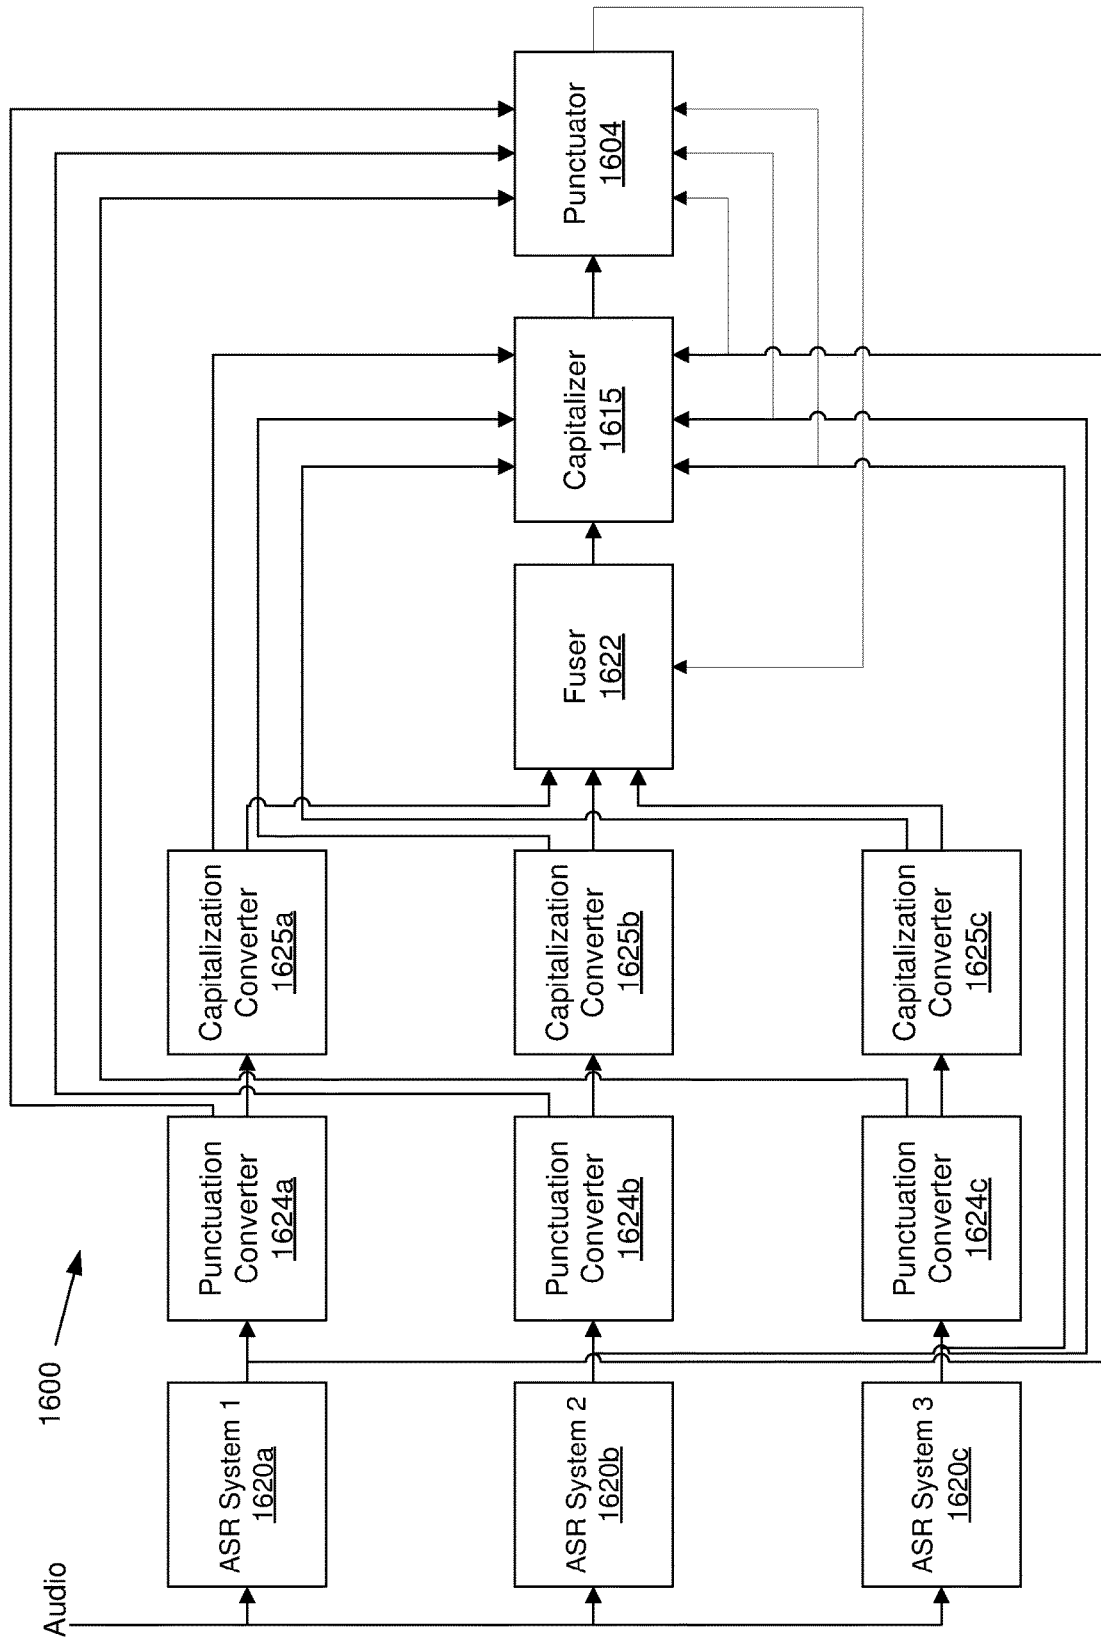 1600
Audio
ASR System 1
1620a
Punctuation
Converter
1624a
Capitalization
Converter
1625a
ASR System 2
1620b
Punctuation
Converter
1624b
Capitalization
Converter
1625b
Fuser
1622
Capitalizer
1615
Punctuator
1604
ASR System 3
1620c
Punctuation
Converter
1624c
Capitalization
Converter
1625c